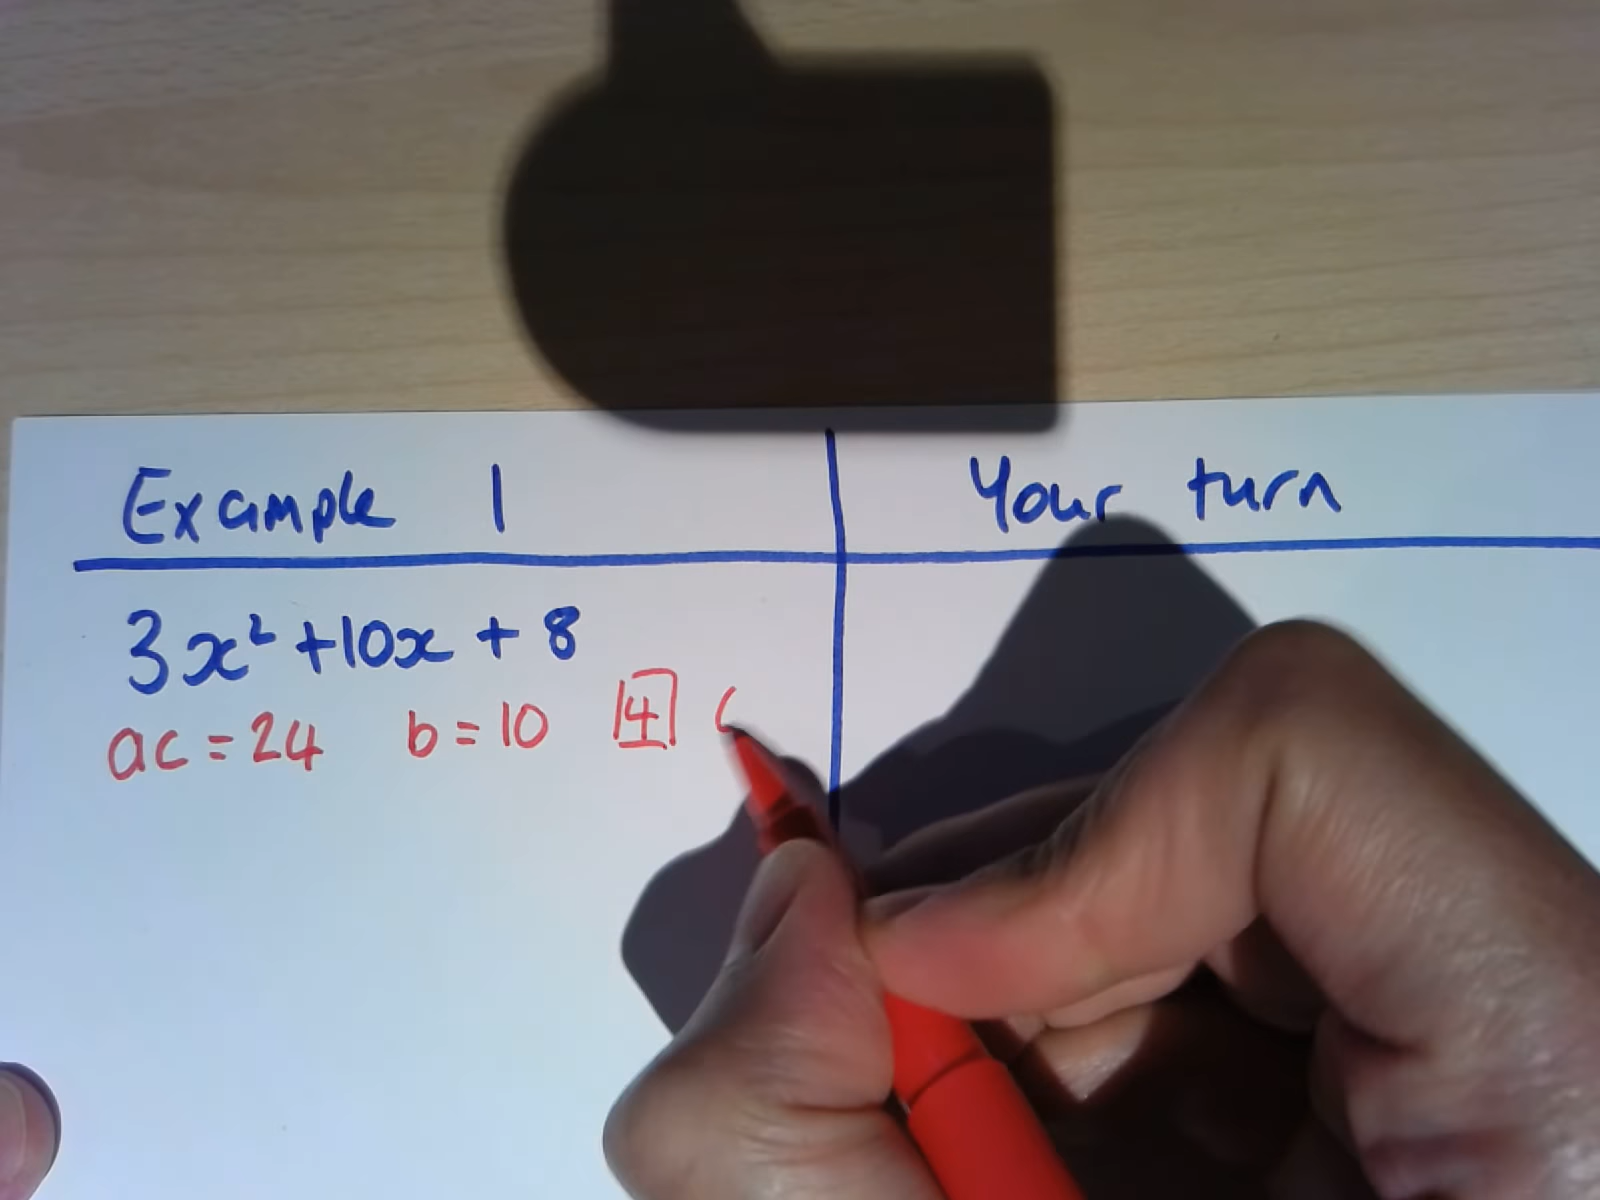 Example 1
Your turn
3x² +10x + 8
ac = 24 b = 10 4